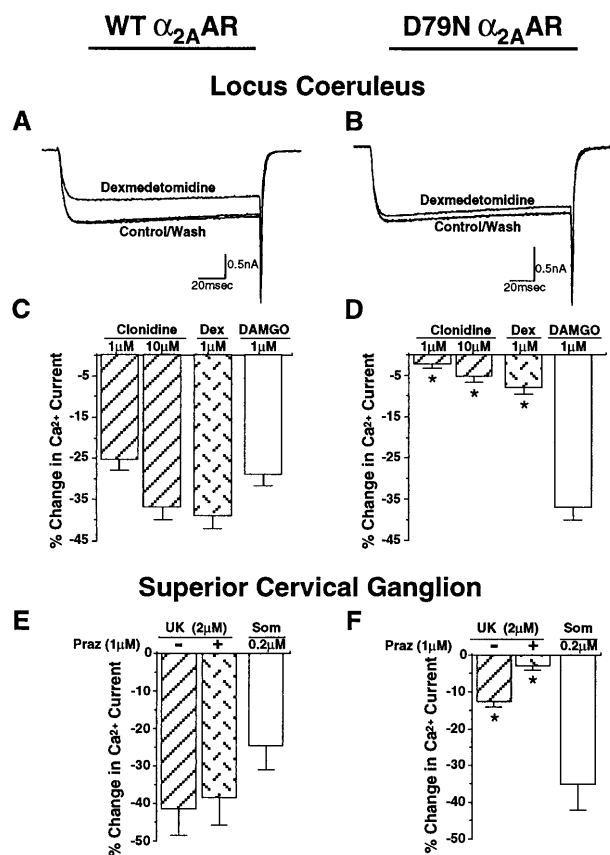 WT α2AAR D79N α2AAR
Locus Coeruleus
A B
Dexmedetomidine
Control/Wash
0.5nA
20msec
Dexmedetomidine
Control/Wash
0.5nA
20msec
C
Clonidine Dex DAMGO
1μM 10μM 1μM 1μM
% Change in Ca2+ Current
-5
-15
-25
-35
-45
D
Clonidine Dex DAMGO
1μM 10μM 1μM 1μM
% Change in Ca2+ Current
-5
-15
-25
-35
-45
* * *
Superior Cervical Ganglion
E
UK (2μM) Som
Praz (1μM) - + 0.2μM
% Change in Ca2+ Current
0
-10
-20
-30
-40
-50
F
UK (2μM) Som
Praz (1μM) - + 0.2μM
% Change in Ca2+ Current
0
-10
-20
-30
-40
-50
* *